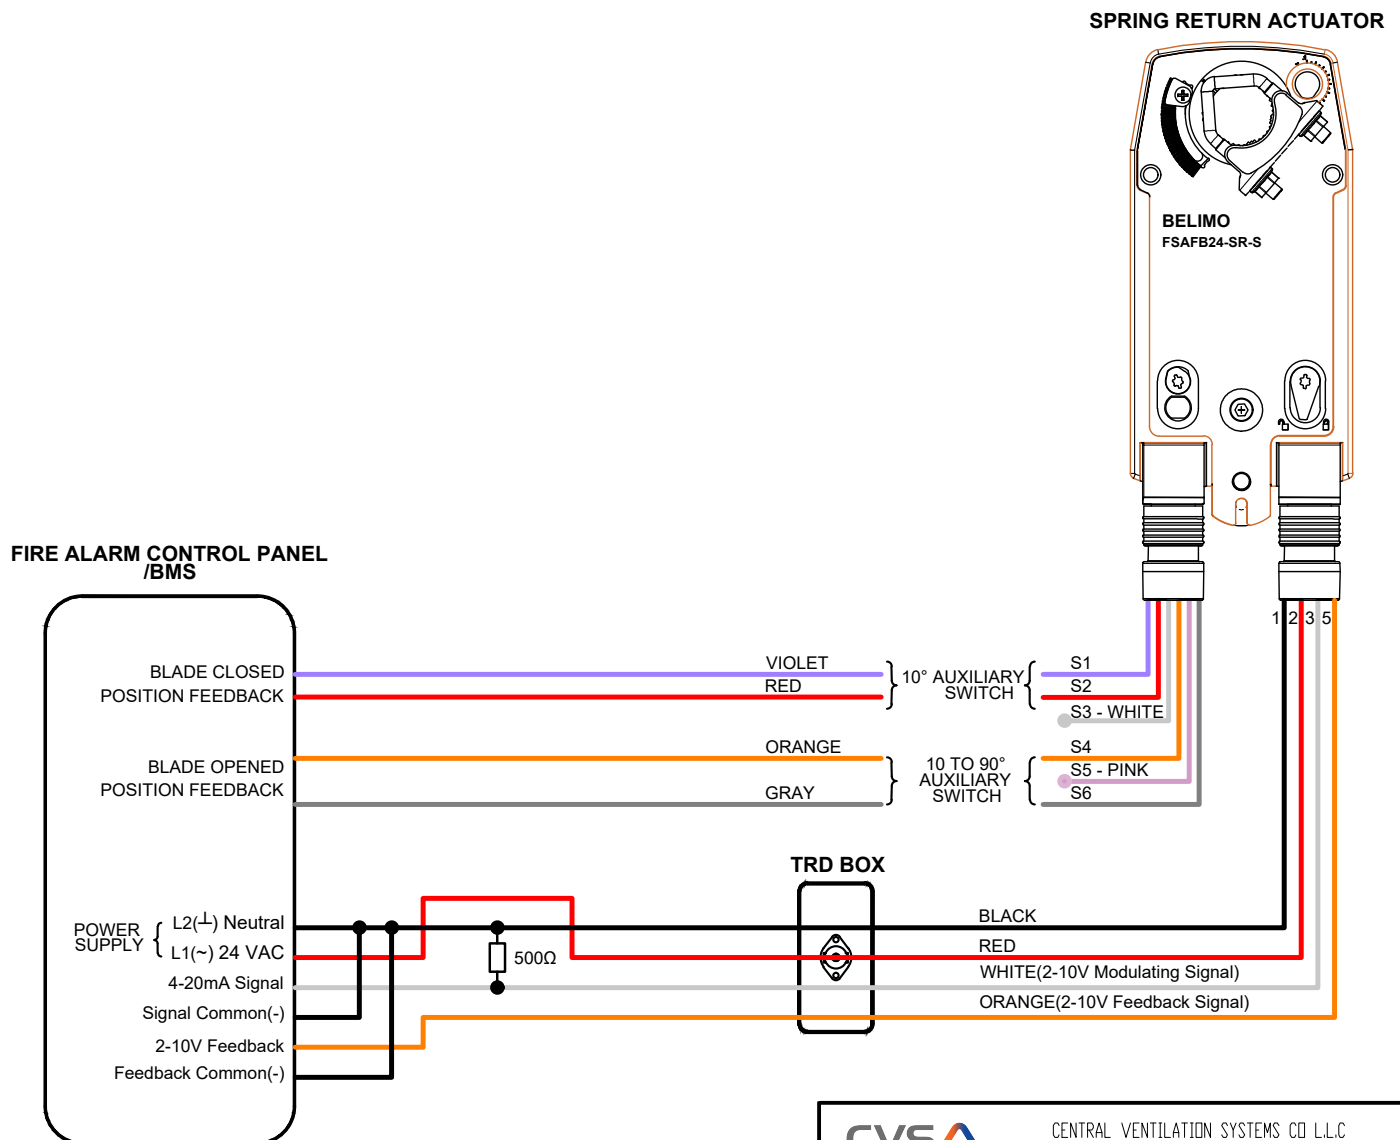 SPRING RETURN ACTUATOR
BELIMO
FSAFB24-SR-S
FIRE ALARM CONTROL PANEL
/BMS
1 2 3 5
BLADE CLOSED
POSITION FEEDBACK
VIOLET
RED
10° AUXILIARY
SWITCH
S1
S2
S3 - WHITE
BLADE OPENED
POSITION FEEDBACK
ORANGE
GRAY
10 TO 90°
AUXILIARY
SWITCH
S4
S5 - PINK
S6
TRD BOX
POWER
SUPPLY
L2(┴) Neutral
L1(~) 24 VAC
4-20mA Signal
Signal Common(-)
2-10V Feedback
Feedback Common(-)
500Ω
BLACK
RED
WHITE(2-10V Modulating Signal)
ORANGE(2-10V Feedback Signal)
CVS
CENTRAL VENTILATION SYSTEMS CO L.L.C